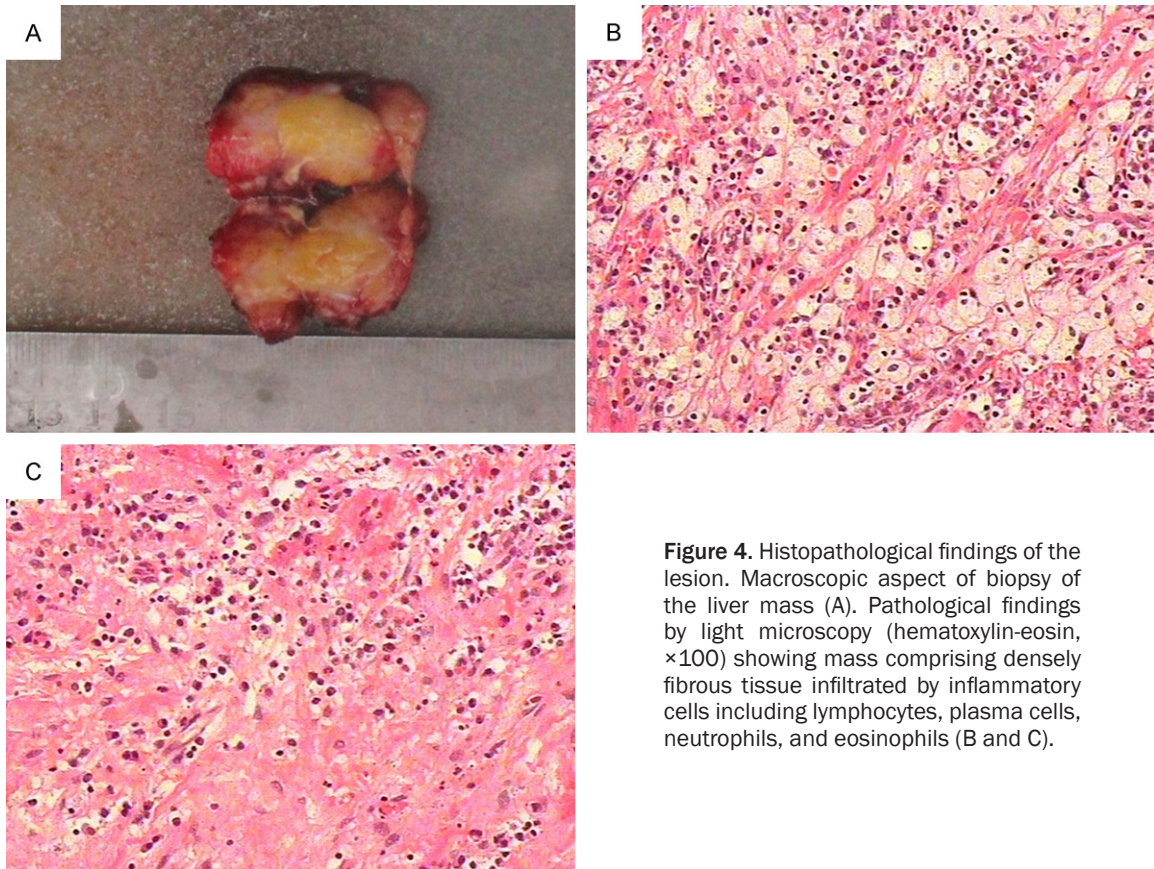 A
B
C
Figure 4. Histopathological findings of the
lesion. Macroscopic aspect of biopsy of
the liver mass (A). Pathological findings
by light microscopy (hematoxylin-eosin,
×100) showing mass comprising densely
fibrous tissue infiltrated by inflammatory
cells including lymphocytes, plasma cells,
neutrophils, and eosinophils (B and C).